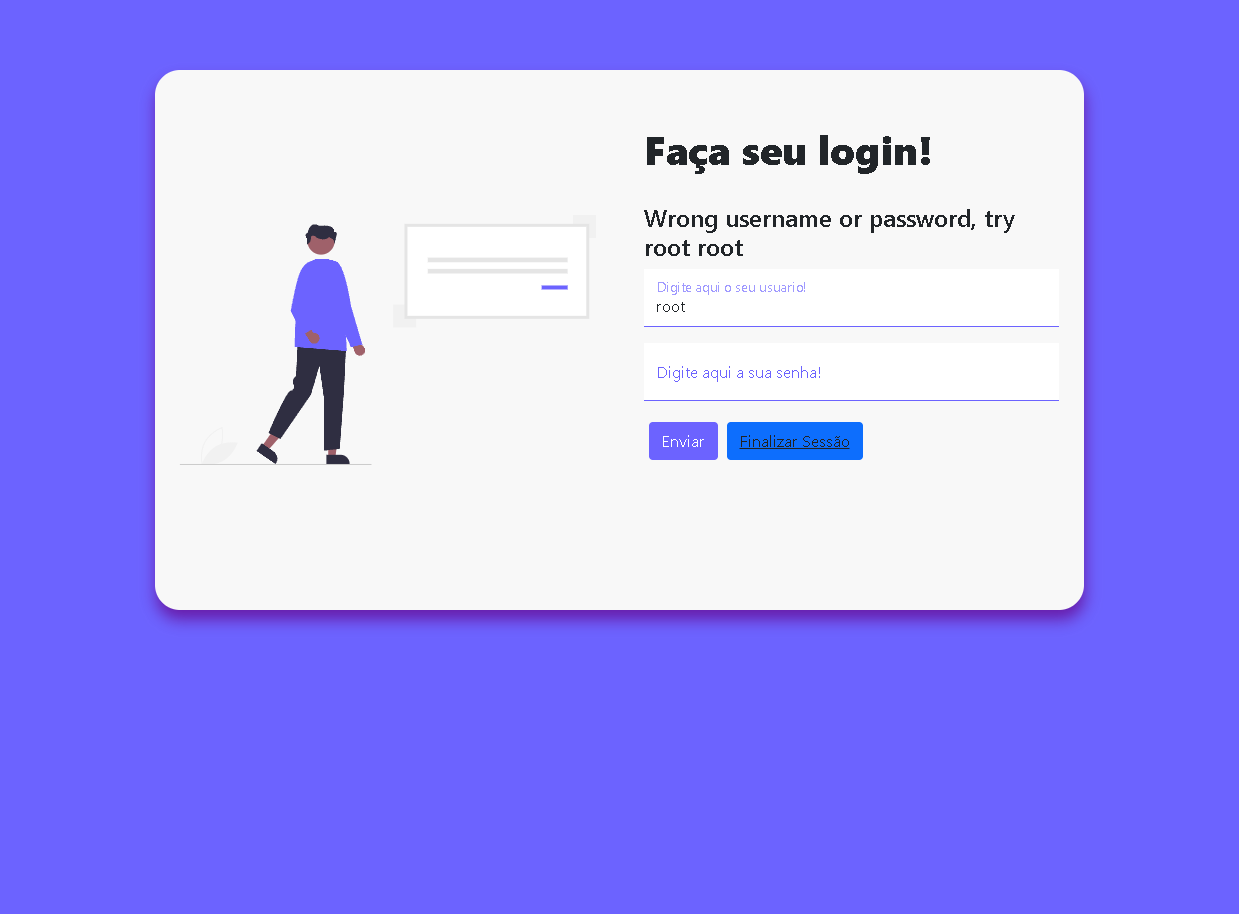 Faça seu login!
Wrong username or password, try
root root
Digite aqui o seu usuario!
root
Digite aqui a sua senha!
Enviar
Finalizar Sessão